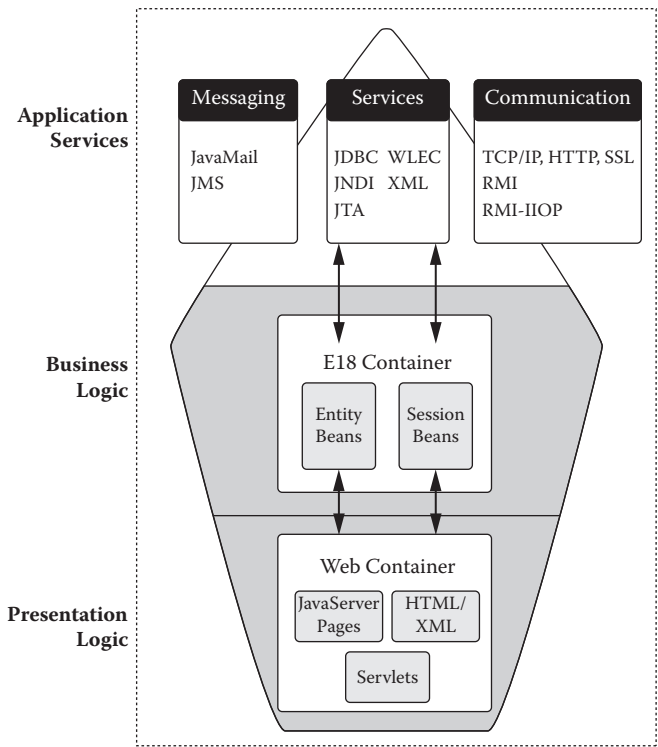 Application
Services
Messaging
JavaMail
JMS
Services
JDBC WLEC
JNDI XML
JTA
Communication
TCP/IP, HTTP, SSL
RMI
RMI-IIOP
Business
Logic
E18 Container
Entity
Beans
Session
Beans
Presentation
Logic
Web Container
JavaServer
Pages
HTML/
XML
Servlets